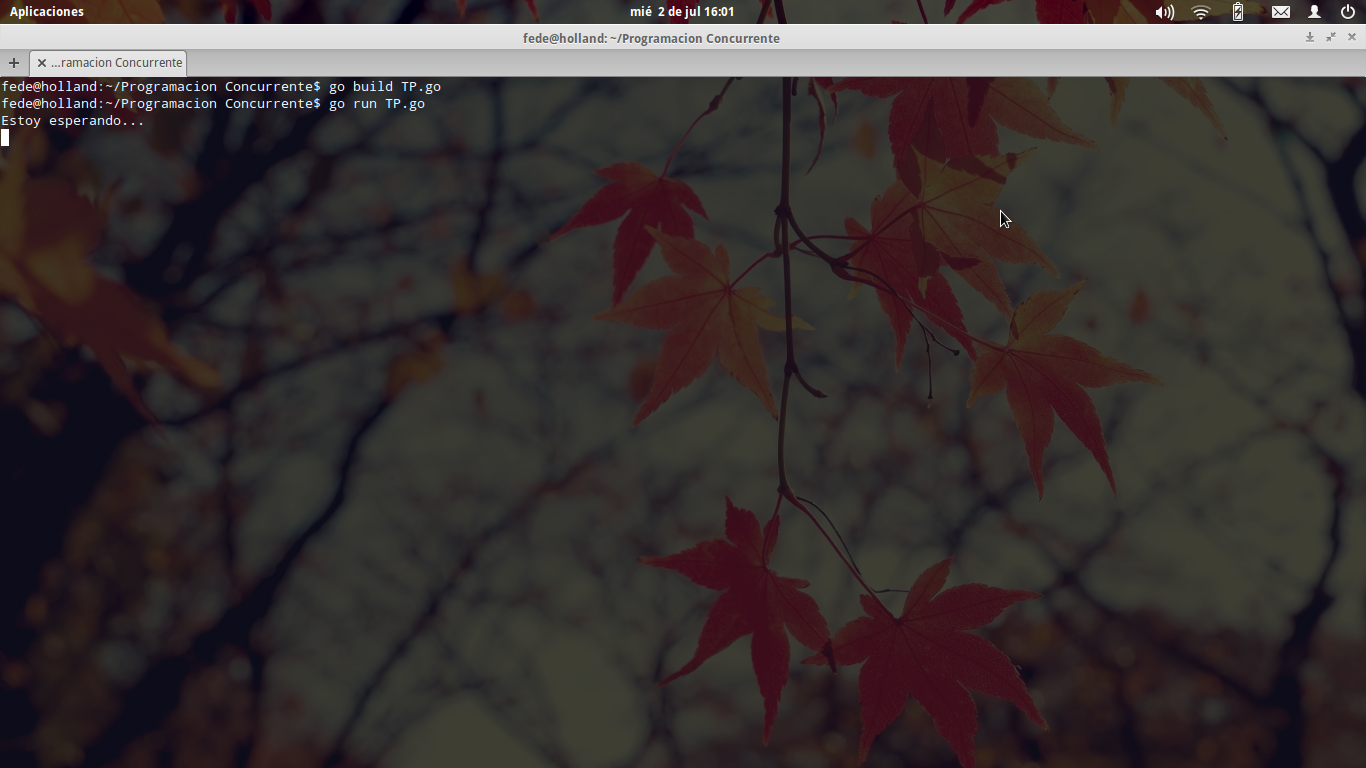 Aplicaciones
mié 2 de jul 16:01
fede@holland: ~/Programacion Concurrente
...ramacion Concurrente
fede@holland:~/Programacion Concurrente$ go build TP.go
fede@holland:~/Programacion Concurrente$ go run TP.go
Estoy esperando...